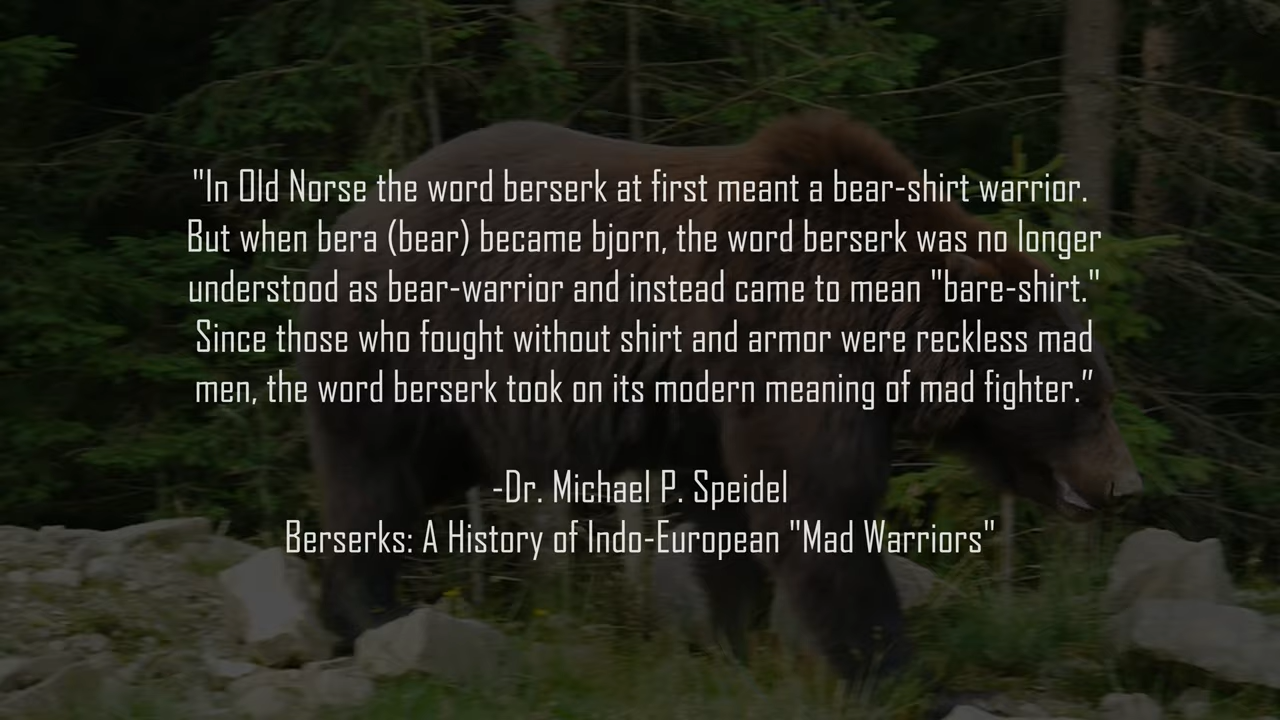 "In Old Norse the word berserk at first meant a bear-shirt warrior.
But when bera (bear) became bjorn, the word berserk was no longer
understood as bear-warrior and instead came to mean "bare-shirt."
Since those who fought without shirt and armor were reckless mad
men, the word berserk took on its modern meaning of mad fighter.”
-Dr. Michael P. Speidel
Berserks: A History of Indo-European "Mad Warriors"